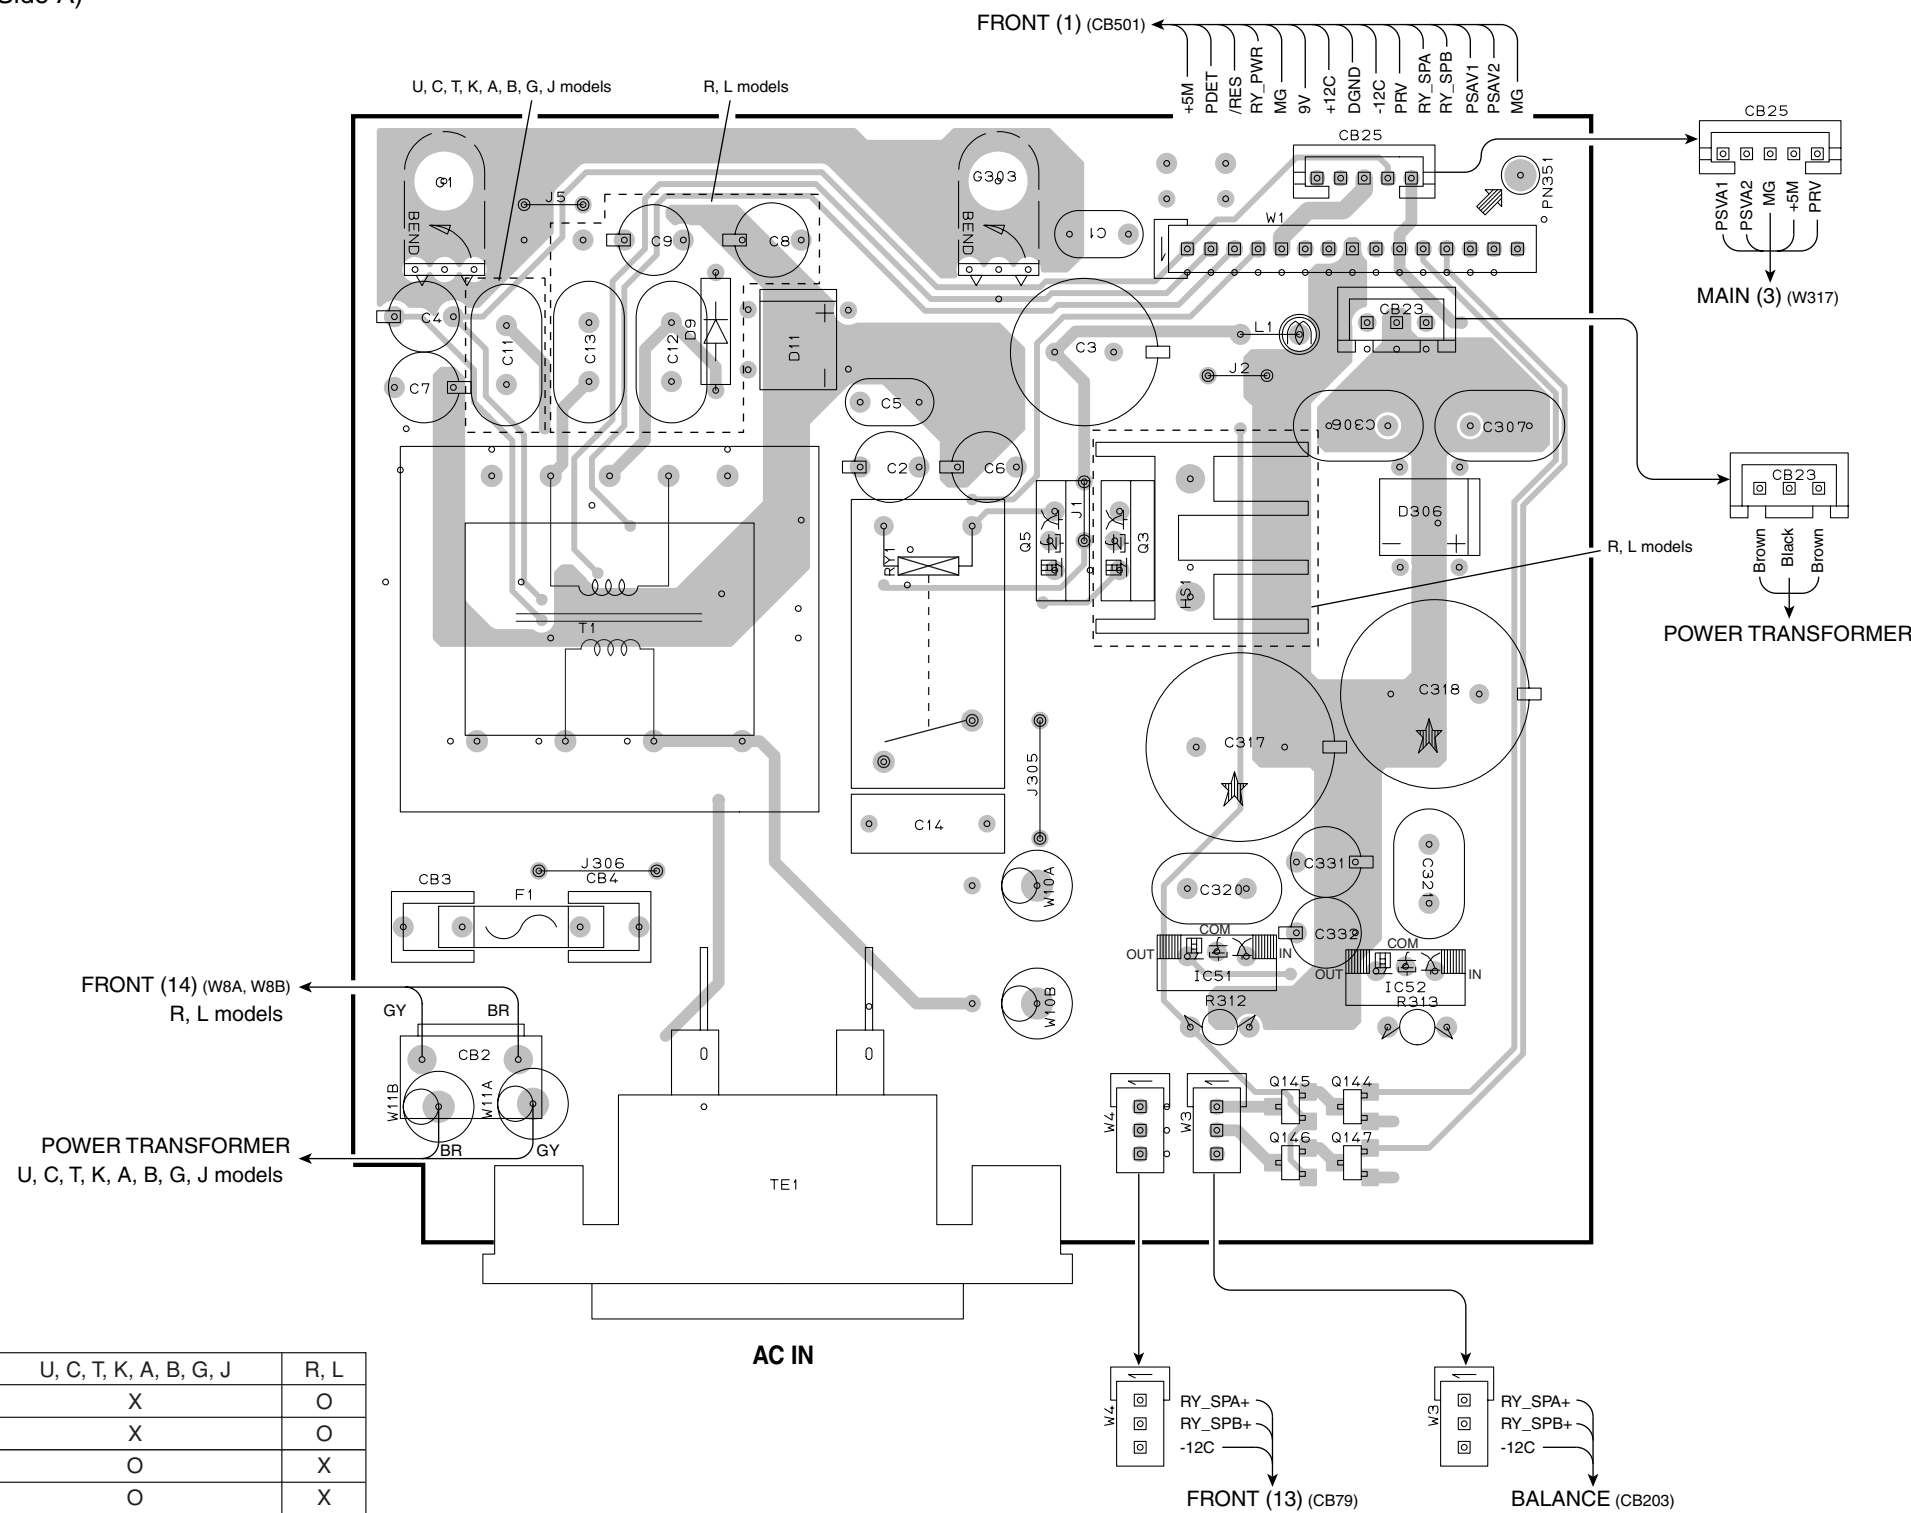 Side A)
FRONT (1) (CB501)
+5M
PDET
/RES
RY_PWR
MG
9V
+12C
DGND
-12C
PRV
RY_SPA
RY_SPB
PSAV1
PSAV2
MG
U, C, T, K, A, B, G, J models
R, L models
CB25
PSVA1
PSVA2
MG
+5M
PRV
MAIN (3) (W317)
CB25
PN351
G1
BEND
J5
C9
C8
G303
BEND
C1
W1
C4
C7
C11
C13
C12
D9
D11
C3
L1
J2
CB23
C5
C306
C307
C2
C6
CB23
Brown
Black
Brown
POWER TRANSFORMER
Q5
J1
Q3
HS1
D306
R, L models
RY1
T1
C317
C318
J305
C14
J306
CB3
CB4
F1
W10A
C331
C320
C321
C332
COM
OUT
IN
IC51
COM
OUT
IN
IC52
R312
R313
W10B
FRONT (14) (W8A, W8B)
R, L models
GY
BR
CB2
W11B
W11A
POWER TRANSFORMER
U, C, T, K, A, B, G, J models
BR
GY
TE1
W4
W3
Q145
Q144
Q146
Q147
AC IN
U, C, T, K, A, B, G, J R, L
X O
X O
O X
O X
W4
RY_SPA+
RY_SPB+
-12C
FRONT (13) (CB79)
W3
RY_SPA+
RY_SPB+
-12C
BALANCE (CB203)